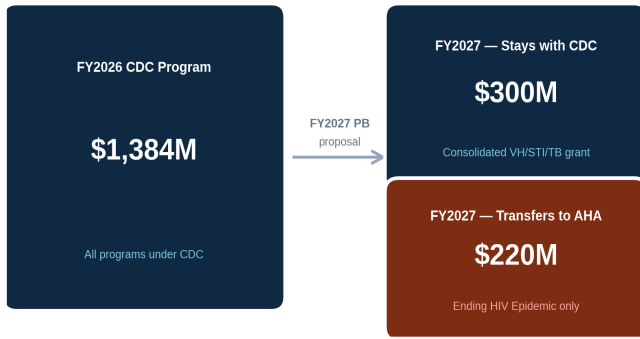 FY2026 CDC Program
$1,384M
All programs under CDC
FY2027 PB
proposal
FY2027 — Stays with CDC
$300M
Consolidated VH/STI/TB grant
FY2027 — Transfers to AHA
$220M
Ending HIV Epidemic only